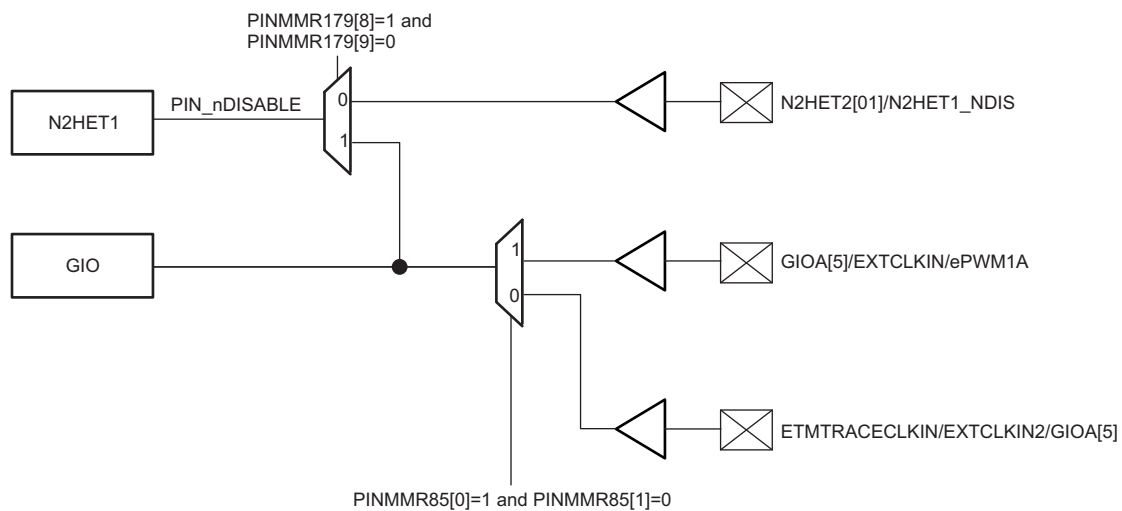 PINMMR179[8]=1 and
PINMMR179[9]=0
N2HET1
PIN_nDISABLE
0
1
N2HET2[01]/N2HET1_NDIS
GIO
1
0
GIOA[5]/EXTCLKIN/ePWM1A
ETMTRACECLKIN/EXTCLKIN2/GIOA[5]
PINMMR85[0]=1 and PINMMR85[1]=0